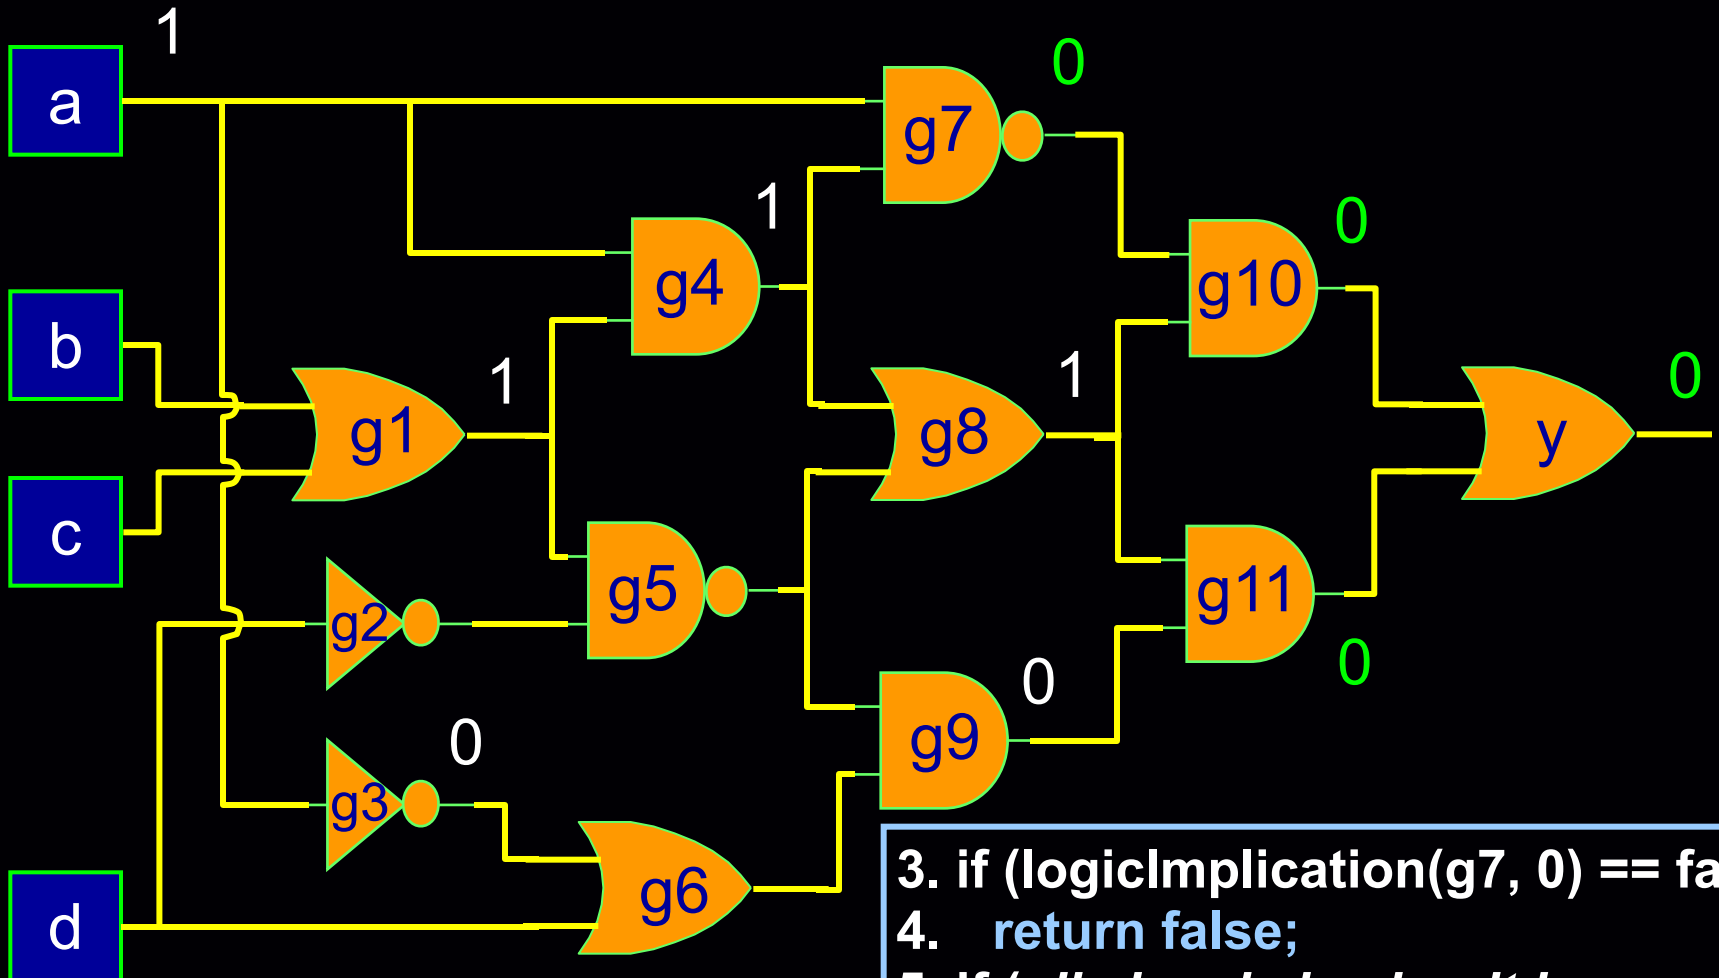 1
a
0
g7
1
0
g4
g10
b
1
1
0
g1
g8
y
c
g5
g11
g2
0
0
0
g9
g3
g6
d
3. if (logicImplication(g7, 0) == fa
4. return false;